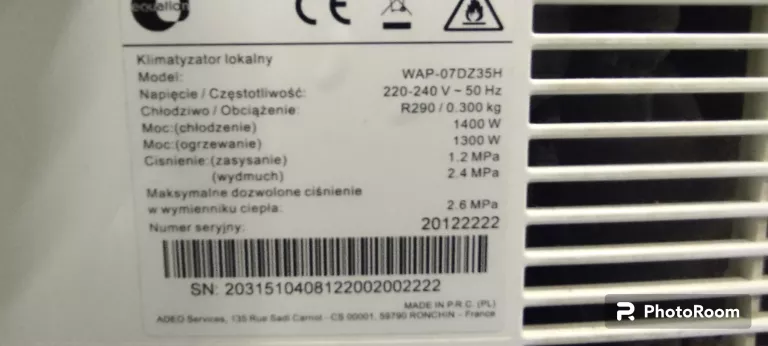 equation
CE
Klimatyzator lokalny
Model: WAP-07DZ35H
Napięcie / Częstotliwość: 220-240 V ~ 50 Hz
Chłodziwo / Obciążenie: R290 / 0.300 kg
Moc:(chłodzenie) 1400 W
Moc:(ogrzewanie) 1300 W
Ciśnienie:(zasysanie) 1.2 MPa
(wydmuch) 2.4 MPa
Maksymalne dozwolone ciśnienie
w wymienniku ciepła: 2.6 MPa
Numer seryjny: 20122222
SN: 2031510408122002002222
MADE IN P.R.C. (PL)
ADEO Services, 135 Rue Sadi Carnot - CS 00001, 59790 RONCHIN - France
PhotoRoom